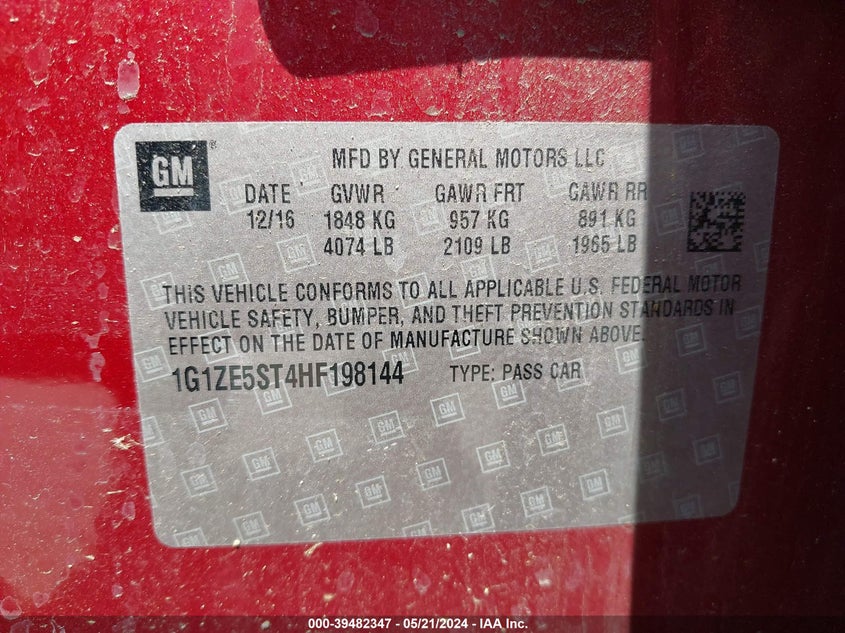 GM® MFD BY GENERAL MOTORS LLC
DATE GVWR GAWR FRT GAWR RR
12/16 1848 KG 957 KG 891 KG
4074 LB 2109 LB 1965 LB
THIS VEHICLE CONFORMS TO ALL APPLICABLE U.S. FEDERAL MOTOR
VEHICLE SAFETY, BUMPER, AND THEFT PREVENTION STANDARDS IN
EFFECT ON THE DATE OF MANUFACTURE SHOWN ABOVE.
1G1ZE5ST4HF198144 TYPE: PASS CAR
000-39482347 - 05/21/2024 - IAA Inc.